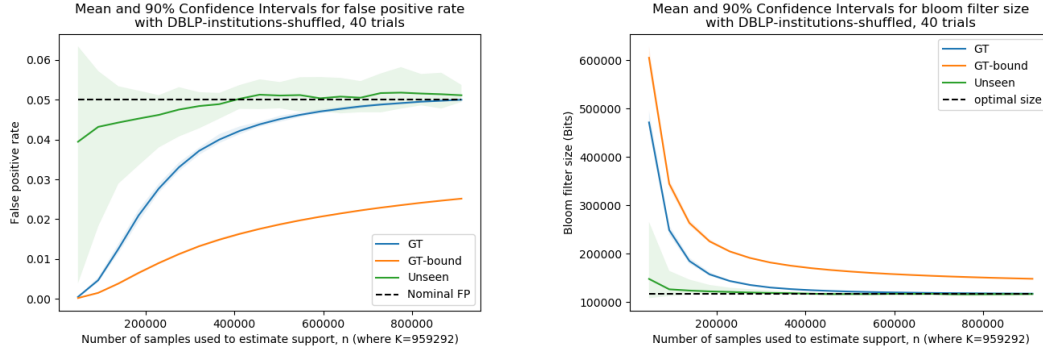 Mean and 90% Confidence Intervals for false positive rate
with DBLP-institutions-shuffled, 40 trials
False positive rate
0.06
0.05
0.04
0.03
0.02
0.01
0.00
GT
GT-bound
Unseen
Nominal FP
200000 400000 600000 800000
Number of samples used to estimate support, n (where K=959292)
Mean and 90% Confidence Intervals for bloom filter size
with DBLP-institutions-shuffled, 40 trials
Bloom filter size (Bits)
600000
500000
400000
300000
200000
100000
GT
GT-bound
Unseen
optimal size
200000 400000 600000 800000
Number of samples used to estimate support, n (where K=959292)